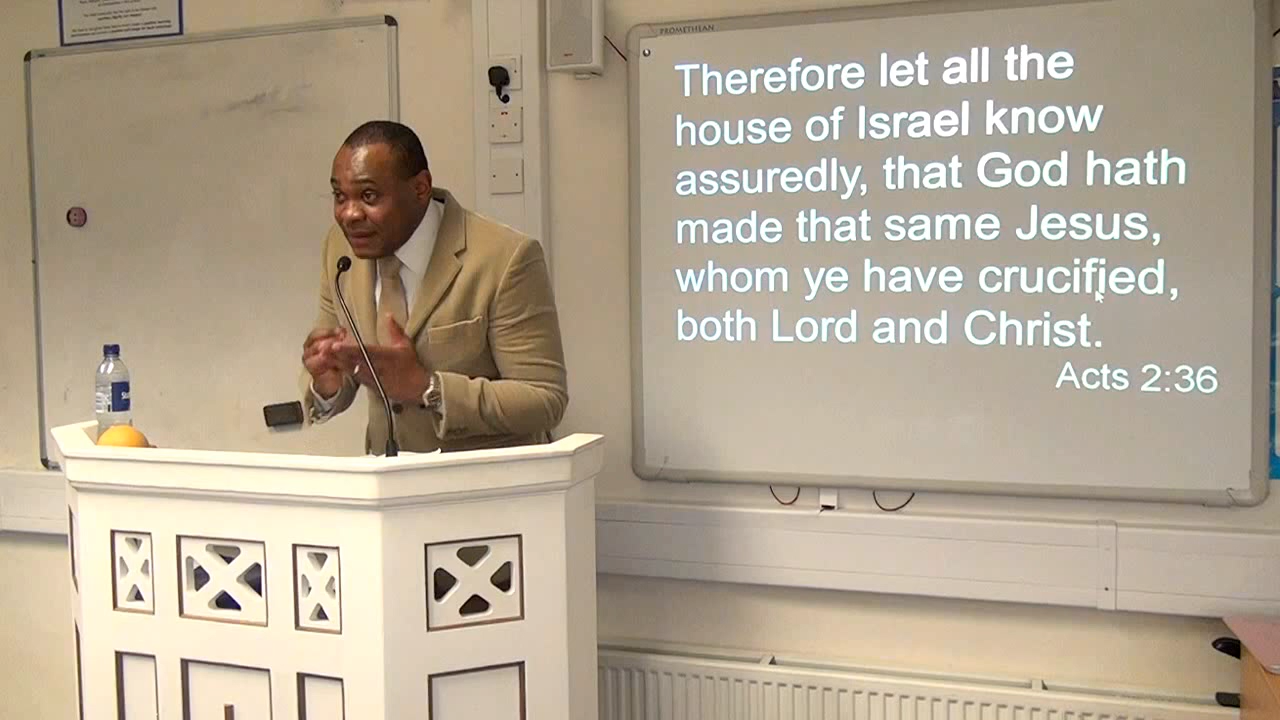 PROMETHEAN
Therefore let all the
house of Israel know
assuredly, that God hath
made that same Jesus,
whom ye have crucified,
both Lord and Christ.
Acts 2:36